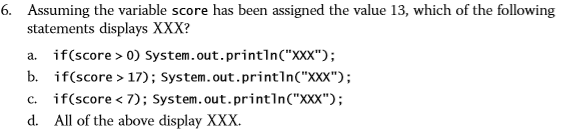 6. Assuming the variable score has been assigned the value 13, which of the following
statements displays XXX?
a. if(score > 0) System.out.println("XXX");
b. if(score > 17); System.out.println("XXX");
c. if(score < 7); System.out.println("XXX");
d. All of the above display XXX.